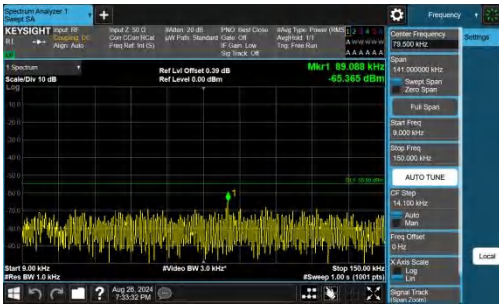 Spectrum Analyzer 1
Swept SA
Frequency
KEYSIGHT
Input: RF
Coupling: DC
Align: Auto
Input Z: 50 Ω
Corr CCorr RCal
Freq Ref: Int (S)
#Atten: 20 dB
µW Path: Standard
PNO: Best Close
Gate: Off
IF Gain: Low
Sig Track: Off
#Avg Type: Power (RMS
Avg|Hold: 1/1
Trig: Free Run
1 Spectrum
Scale/Div 10 dB
Log
Ref Lvl Offset 0.39 dB
Ref Level 0.00 dBm
Mkr1 89.088 kHz
-65.365 dBm
1
Start 9.00 kHz
#Res BW 1.0 kHz
#Video BW 3.0 kHz*
Stop 150.00 kHz
#Sweep 1.00 s (1001 pts)
Aug 26, 2024
7:33:32 PM
Center Frequency
79.500 kHz
Settings
Span
141.000000 kHz
Swept Span
Zero Span
Full Span
Start Freq
9.000 kHz
Stop Freq
150.000 kHz
AUTO TUNE
CF Step
14.100 kHz
Auto
Man
Freq Offset
0 Hz
X Axis Scale
Log
Lin
Local
Signal Track
(Span Zoom)